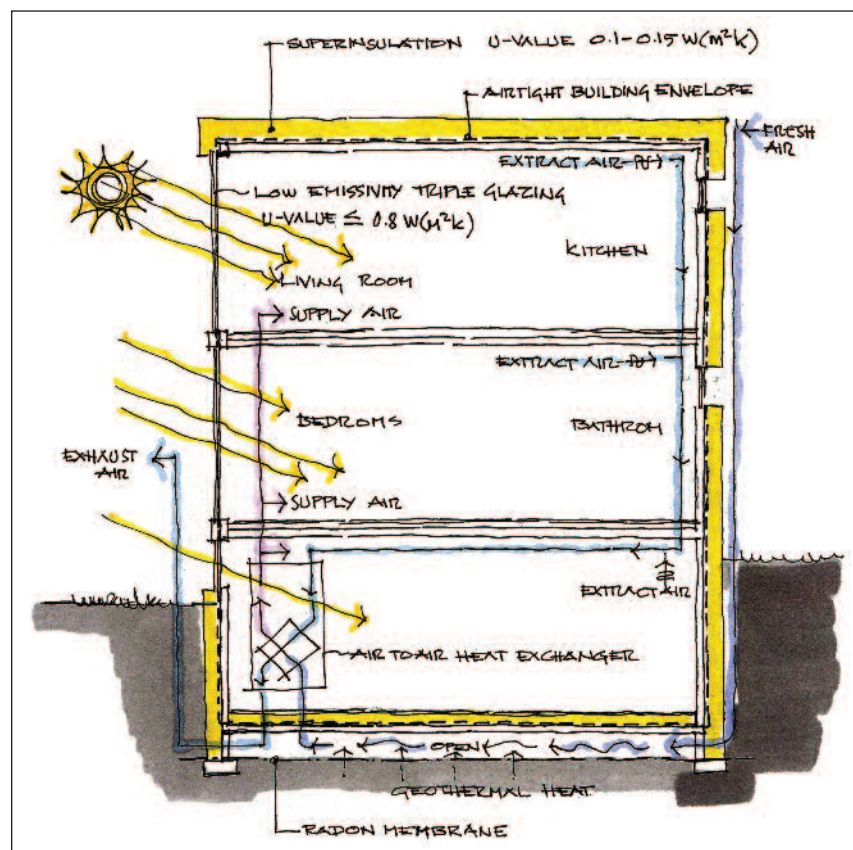 SUPERINSULATION U-VALUE 0.1-0.15 W(m²K)
AIRTIGHT BUILDING ENVELOPE
FRESH
AIR
EXTRACT AIR
LOW EMISSIVITY TRIPLE GLAZING
U-VALUE ≤ 0.8 W(M²K)
KITCHEN
LIVING ROOM
SUPPLY AIR
EXTRACT AIR
BEDROMS
BATHROM
EXHAUST
AIR
SUPPLY AIR
EXTRACT AIR
AIR TO AIR HEAT EXCHANGER
OPEN
GEOTHERMAL HEAT
RADON MEMBRANE